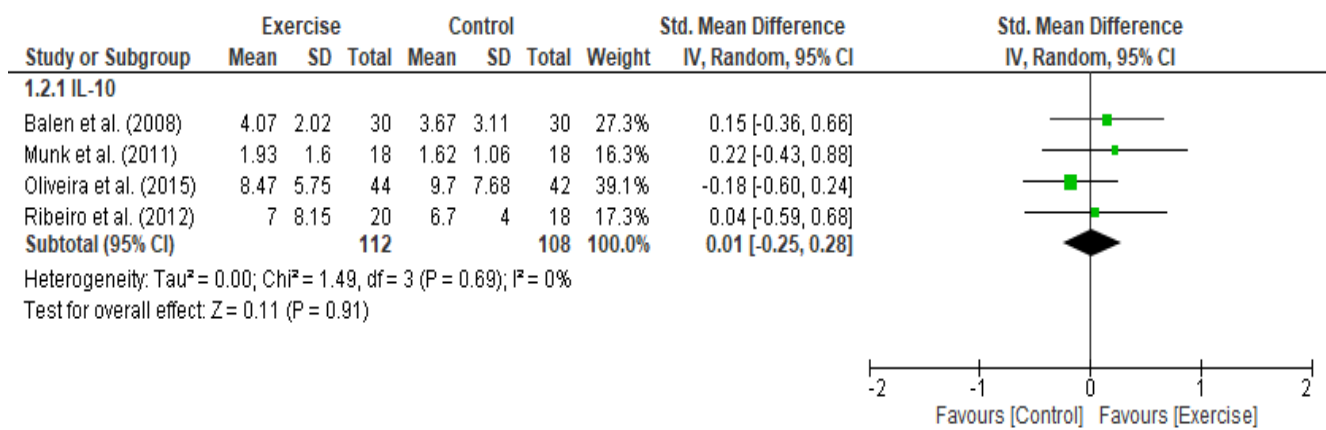 Exercise Control Std. Mean Difference Std. Mean Difference
Study or Subgroup Mean SD Total Mean SD Total Weight IV, Random, 95% CI IV, Random, 95% CI
1.2.1 IL-10
Balen et al. (2008) 4.07 2.02 30 3.67 3.11 30 27.3% 0.15 [-0.36, 0.66]
Munk et al. (2011) 1.93 1.6 18 1.62 1.06 18 16.3% 0.22 [-0.43, 0.88]
Oliveira et al. (2015) 8.47 5.75 44 9.7 7.68 42 39.1% -0.18 [-0.60, 0.24]
Ribeiro et al. (2012) 7 8.15 20 6.7 4 18 17.3% 0.04 [-0.59, 0.68]
Subtotal (95% CI) 112 108 100.0% 0.01 [-0.25, 0.28]
Heterogeneity: Tau² = 0.00; Chi² = 1.49, df = 3 (P = 0.69); I² = 0%
Test for overall effect: Z = 0.11 (P = 0.91)
-2 -1 0 1 2
Favours [Control] Favours [Exercise]